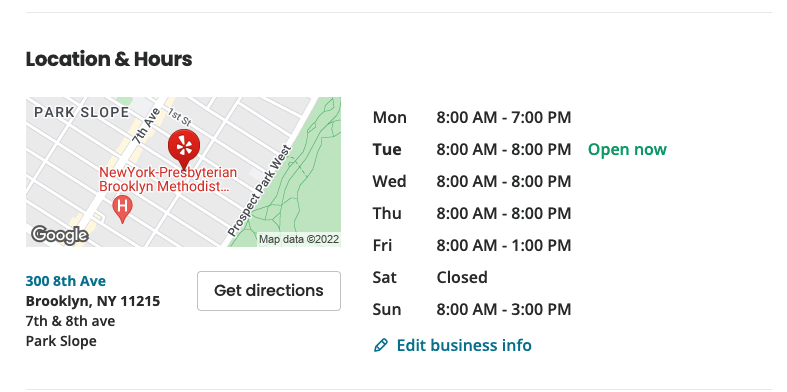 Location & Hours
PARK SLOPE
7th Ave
1st St
NewYork-Presbyterian
Brooklyn Methodist...
H
Prospect Park West
Google
Map data ©2022
300 8th Ave
Brooklyn, NY 11215
7th & 8th ave
Park Slope
Get directions
Mon 8:00 AM - 7:00 PM
Tue 8:00 AM - 8:00 PM Open now
Wed 8:00 AM - 8:00 PM
Thu 8:00 AM - 8:00 PM
Fri 8:00 AM - 1:00 PM
Sat Closed
Sun 8:00 AM - 3:00 PM
Edit business info